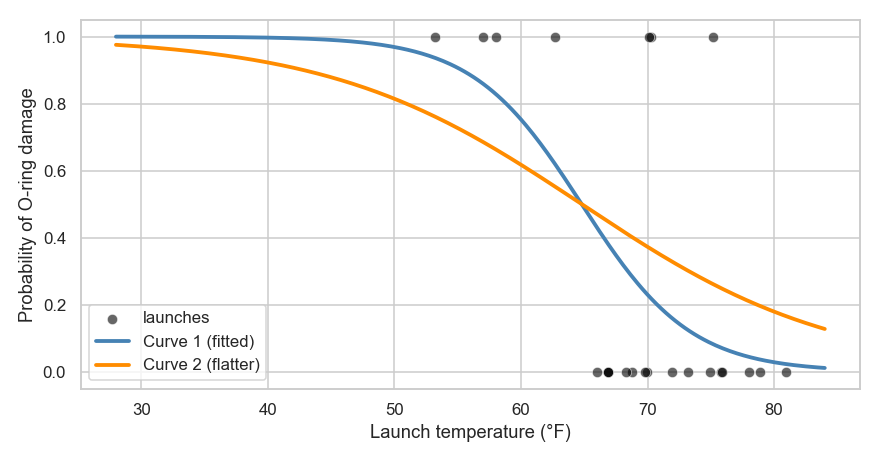 Probability of O-ring damage
1.0
0.8
0.6
0.4
0.2
0.0
launches
Curve 1 (fitted)
Curve 2 (flatter)
30 40 50 60 70 80
Launch temperature (°F)